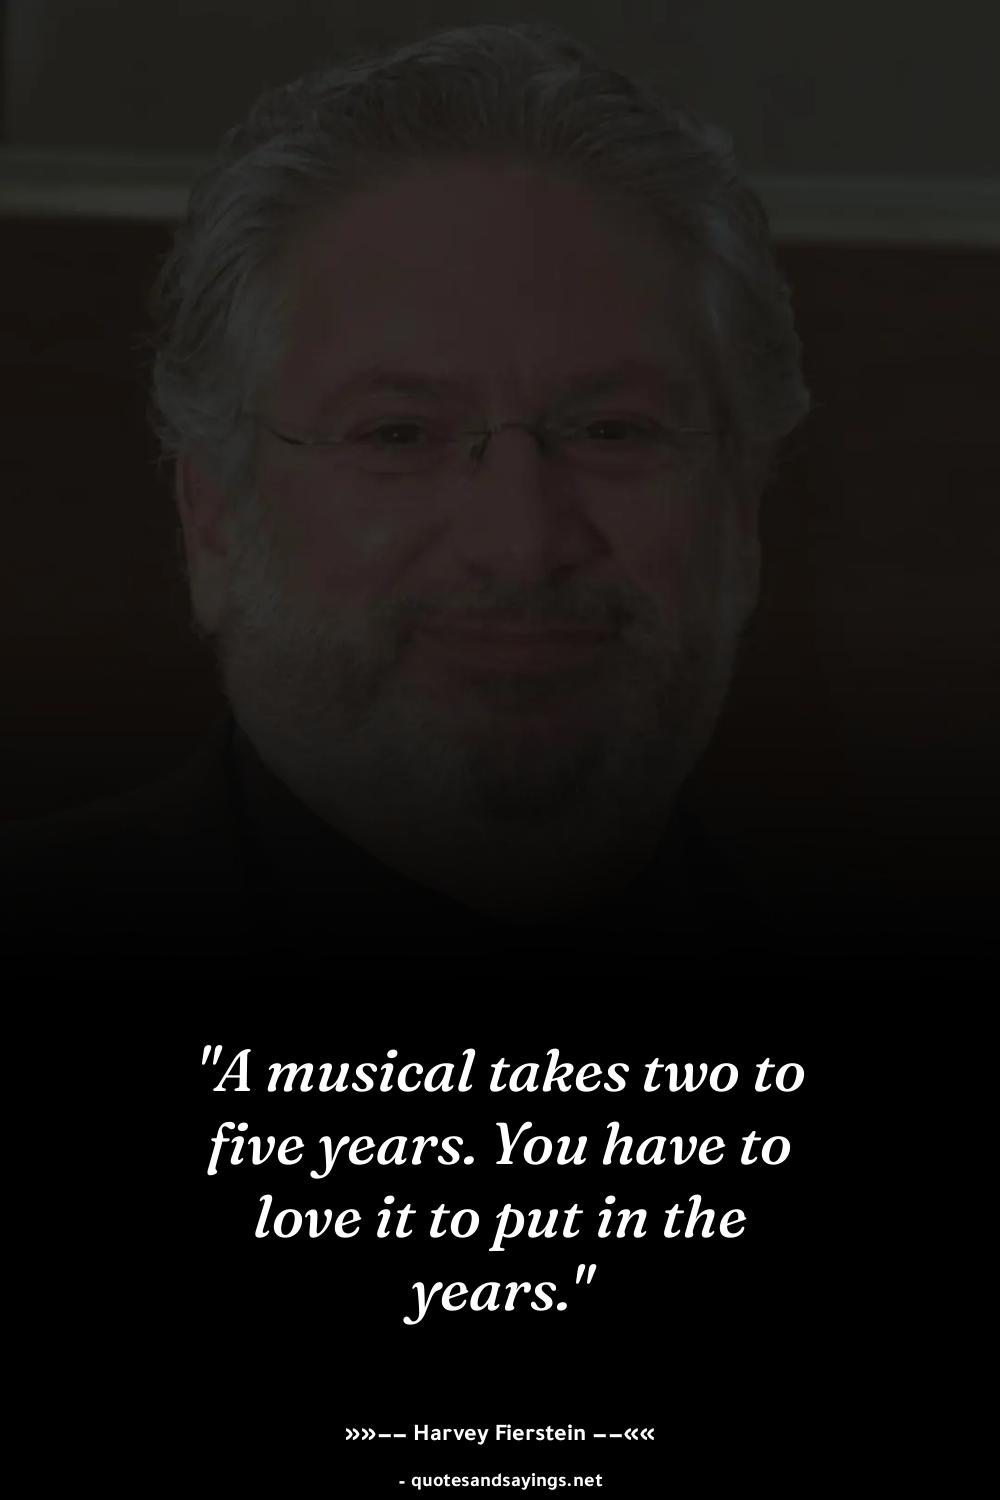 "A musical takes two to
five years. You have to
love it to put in the
years."
»»−− Harvey Fierstein −−««
- quotesandsayings.net